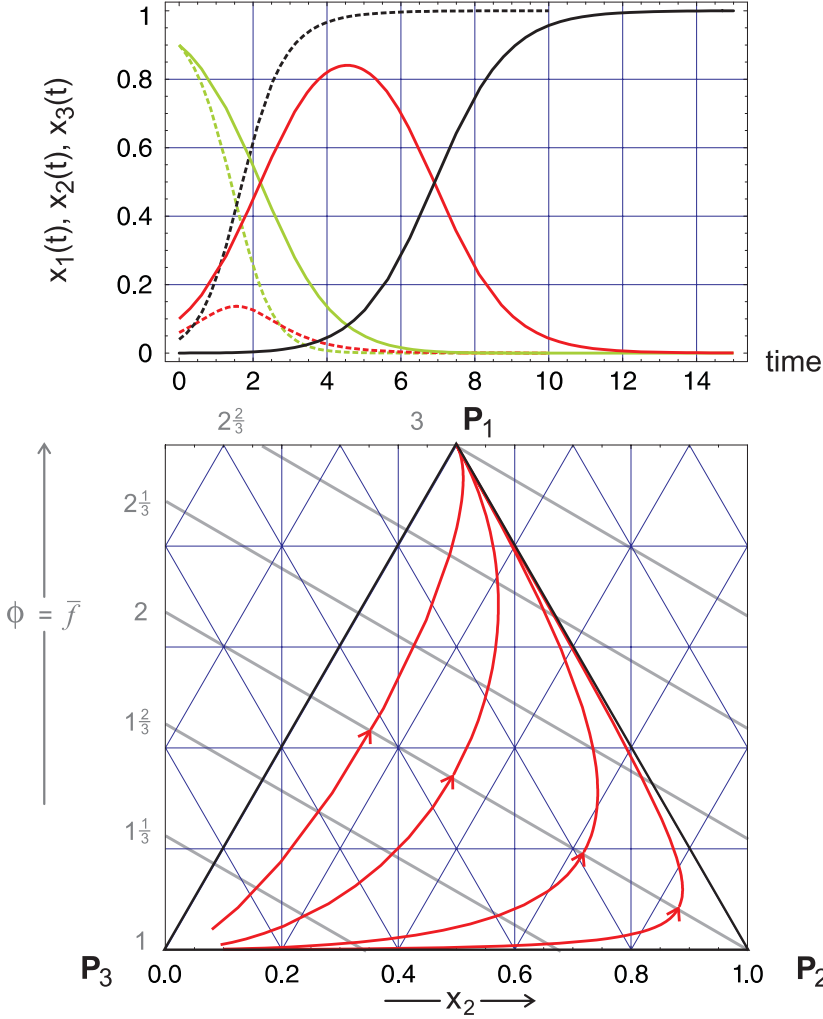 x₁(t), x₂(t), x₃(t)
1
0.8
0.6
0.4
0.2
0
0 2 4 6 8 10 12 14
time
2⅔ 3 P₁
2⅓
2
1⅔
1⅓
1
ϕ = f̄
P₃ 0.0 0.2 0.4 0.6 0.8 1.0 P₂
x₂